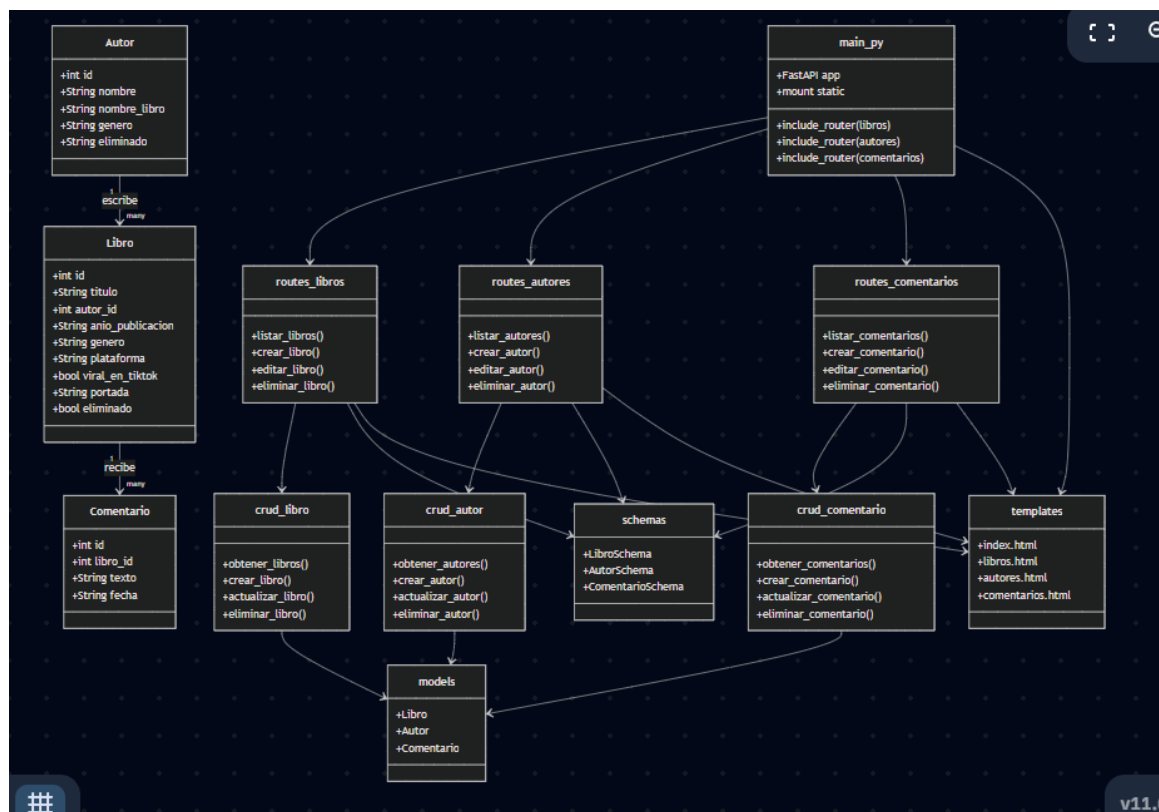 Autor
+int id
+String nombre
+String nombre_libro
+String genero
+String eliminado
1
escribe
many
Libro
+int id
+String titulo
+int autor_id
+String anio_publicacion
+String genero
+String plataforma
+bool viral_en_tiktok
+String portada
+bool eliminado
1
recibe
many
Comentario
+int id
+int libro_id
+String texto
+String fecha
main_py
+FastAPI app
+mount static
+include_router(libros)
+include_router(autores)
+include_router(comentarios)
routes_libros
+listar_libros()
+crear_libro()
+editar_libro()
+eliminar_libro()
routes_autores
+listar_autores()
+crear_autor()
+editar_autor()
+eliminar_autor()
routes_comentarios
+listar_comentarios()
+crear_comentario()
+editar_comentario()
+eliminar_comentario()
crud_libro
+obtener_libros()
+crear_libro()
+actualizar_libro()
+eliminar_libro()
crud_autor
+obtener_autores()
+crear_autor()
+actualizar_autor()
+eliminar_autor()
schemas
+LibroSchema
+AutorSchema
+ComentarioSchema
crud_comentario
+obtener_comentarios()
+crear_comentario()
+actualizar_comentario()
+eliminar_comentario()
templates
+index.html
+libros.html
+autores.html
+comentarios.html
models
+Libro
+Autor
+Comentario